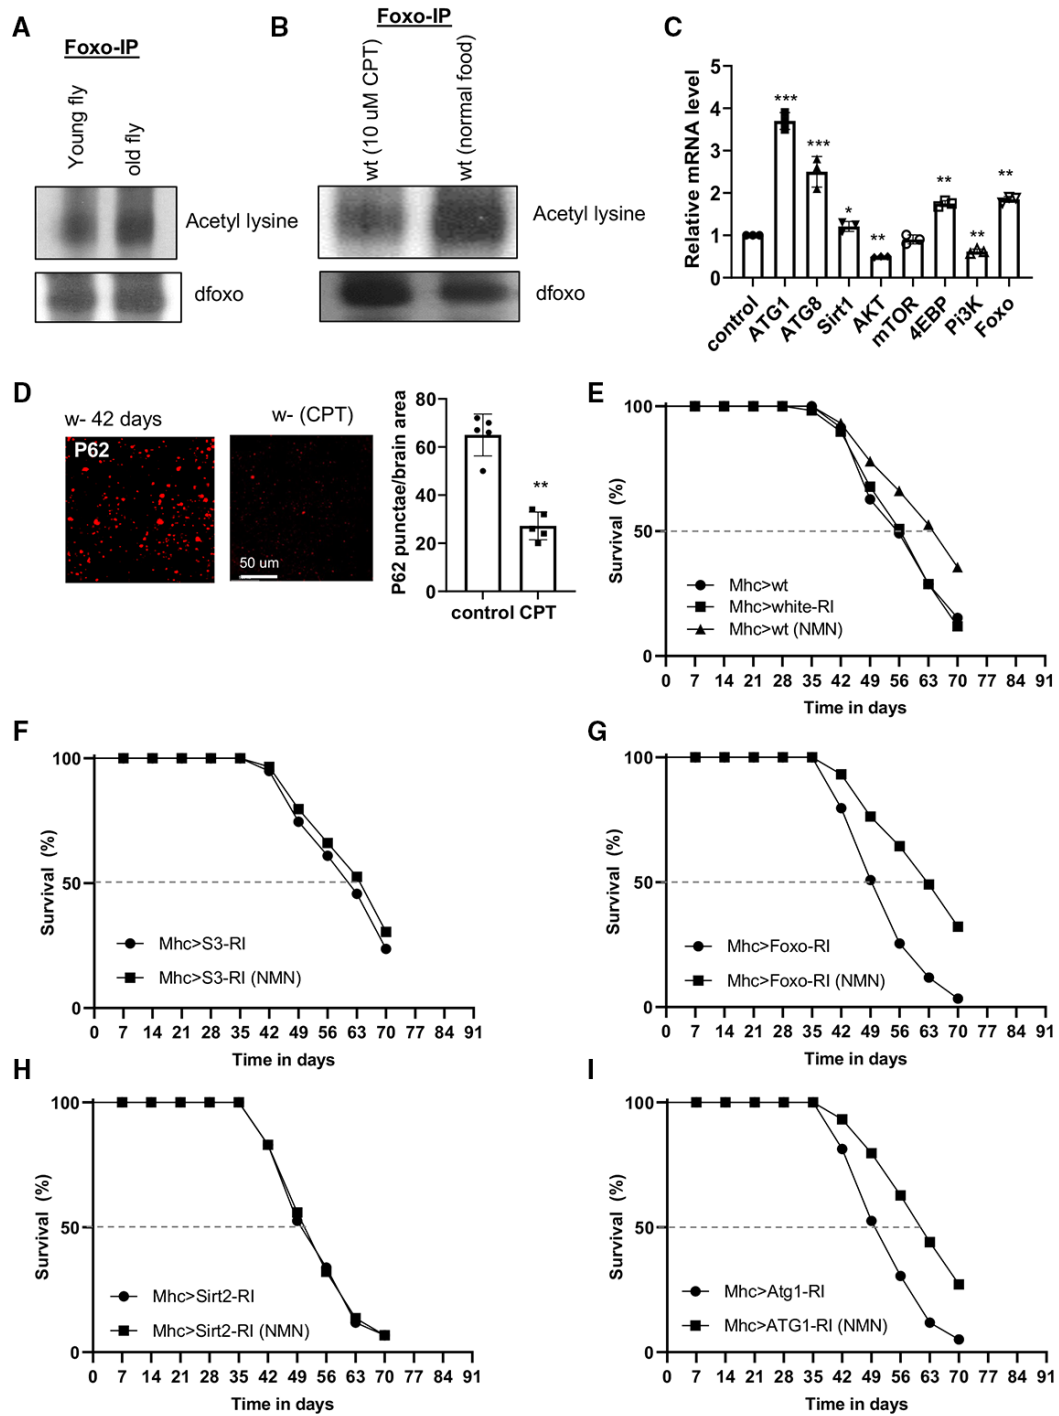 A
Foxo-IP
Young fly
old fly
Acetyl lysine
dfoxo
B
Foxo-IP
wt (10 uM CPT)
wt (normal food)
Acetyl lysine
dfoxo
C
Relative mRNA level
5
4
3
2
1
0
***
***
*
**
**
**
**
control
ATG1
ATG8
Sirt1
AKT
mTOR
4EBP
Pi3K
Foxo
D
w- 42 days
w- (CPT)
P62
50 um
P62 punctae/brain area
80
60
40
20
0
**
control CPT
E
Survival (%)
100
50
0
Mhc>wt
Mhc>white-RI
Mhc>wt (NMN)
0 7 14 21 28 35 42 49 56 63 70 77 84 91
Time in days
F
Survival (%)
100
50
0
Mhc>S3-RI
Mhc>S3-RI (NMN)
0 7 14 21 28 35 42 49 56 63 70 77 84 91
Time in days
G
Survival (%)
100
50
0
Mhc>Foxo-RI
Mhc>Foxo-RI (NMN)
0 7 14 21 28 35 42 49 56 63 70 77 84 91
Time in days
H
Survival (%)
100
50
0
Mhc>Sirt2-RI
Mhc>Sirt2-RI (NMN)
0 7 14 21 28 35 42 49 56 63 70 77 84 91
Time in days
I
Survival (%)
100
50
0
Mhc>Atg1-RI
Mhc>ATG1-RI (NMN)
0 7 14 21 28 35 42 49 56 63 70 77 84 91
Time in days